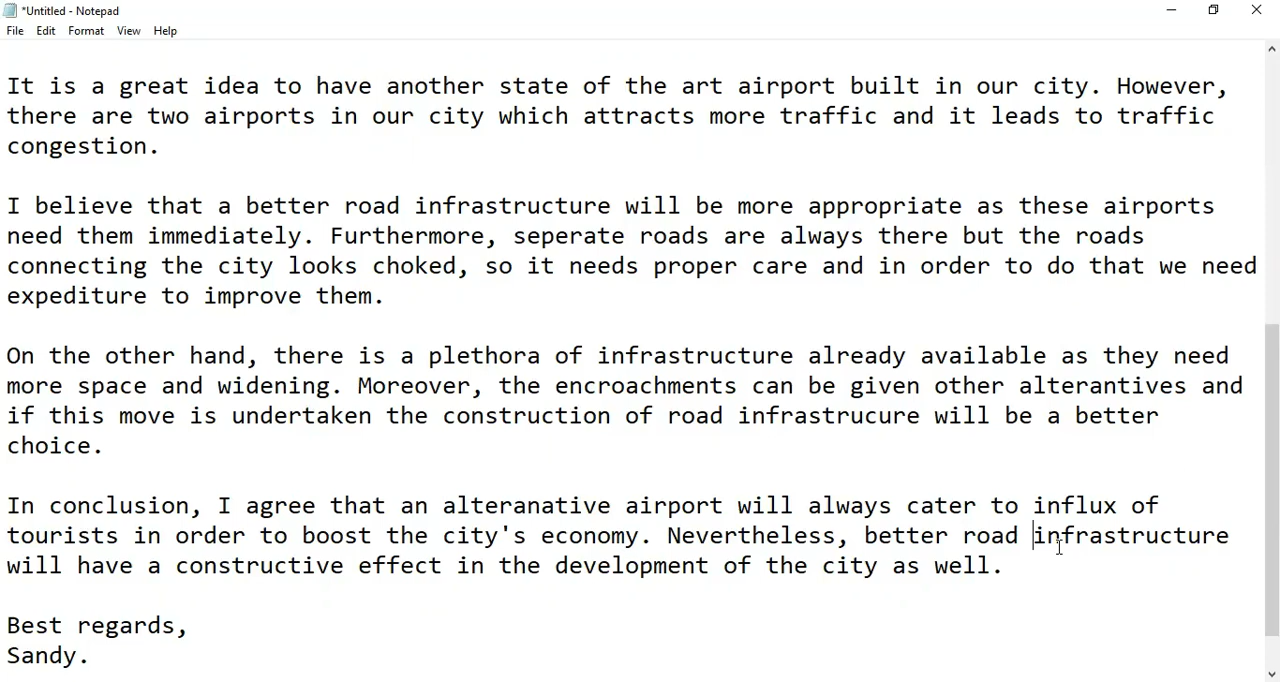 *Untitled - Notepad
File Edit Format View Help
It is a great idea to have another state of the art airport built in our city. However,
there are two airports in our city which attracts more traffic and it leads to traffic
congestion.
I believe that a better road infrastructure will be more appropriate as these airports
need them immediately. Furthermore, seperate roads are always there but the roads
connecting the city looks choked, so it needs proper care and in order to do that we need
expediture to improve them.
On the other hand, there is a plethora of infrastructure already available as they need
more space and widening. Moreover, the encroachments can be given other alterantives and
if this move is undertaken the construction of road infrastrucure will be a better
choice.
In conclusion, I agree that an alteranative airport will always cater to influx of
tourists in order to boost the city's economy. Nevertheless, better road infrastructure
will have a constructive effect in the development of the city as well.
Best regards,
Sandy.